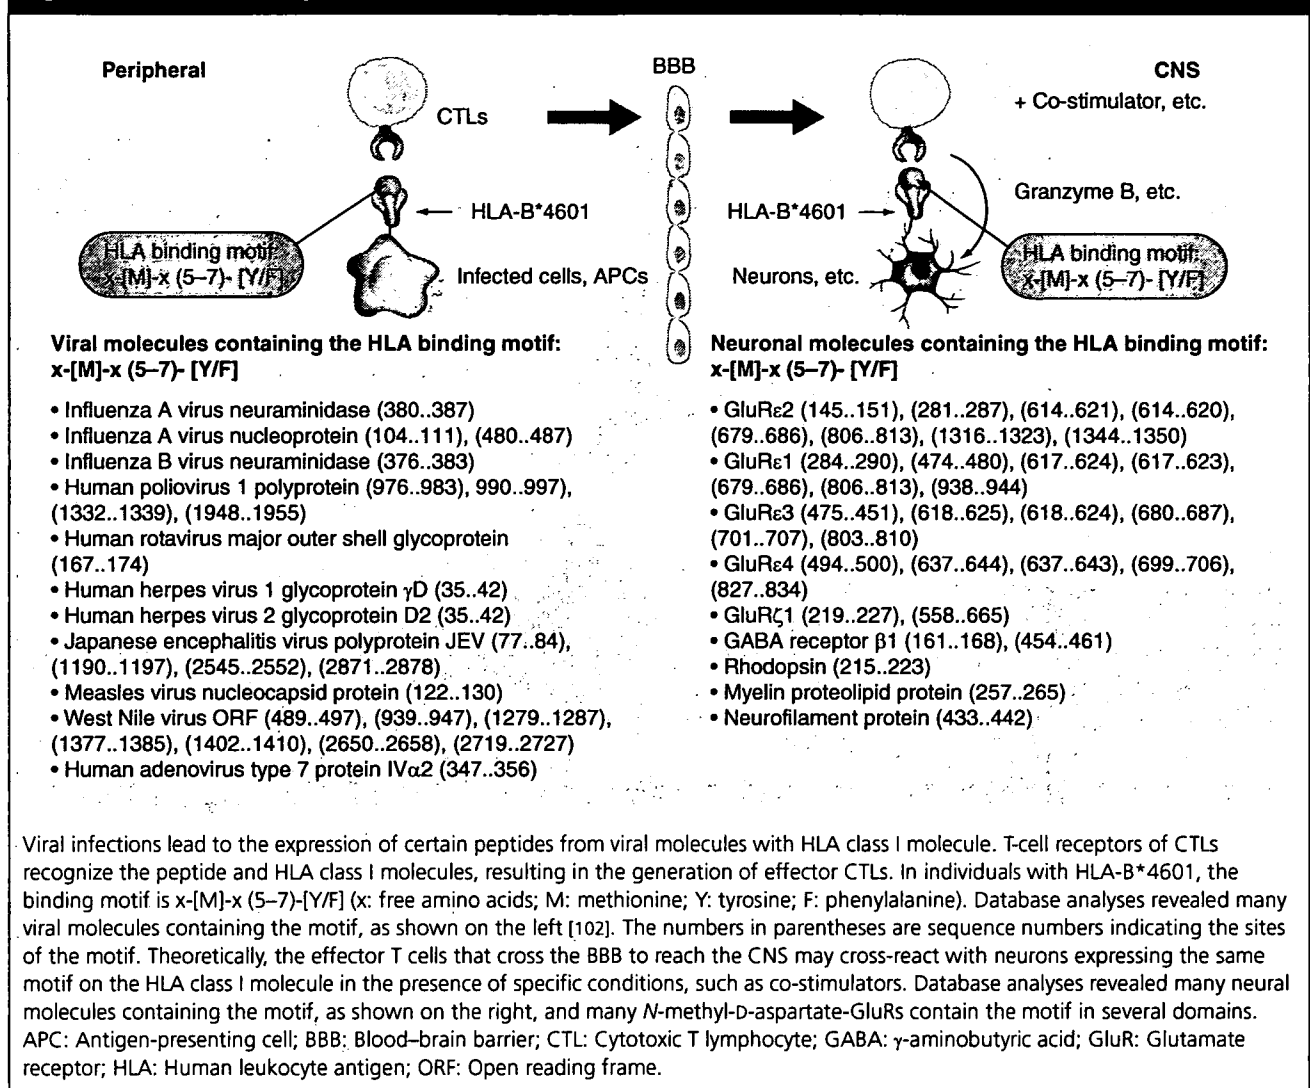 Peripheral
CTLs
HLA-B*4601
HLA binding motif:
x-[M]-x (5–7)- [Y/F]
Infected cells, APCs
BBB
CNS
+ Co-stimulator, etc.
Granzyme B, etc.
HLA-B*4601
Neurons, etc.
HLA binding motif:
x-[M]-x (5–7)- [Y/F]
Viral molecules containing the HLA binding motif:
x-[M]-x (5–7)- [Y/F]
• Influenza A virus neuraminidase (380..387)
• Influenza A virus nucleoprotein (104..111), (480..487)
• Influenza B virus neuraminidase (376..383)
• Human poliovirus 1 polyprotein (976..983), 990..997),
(1332..1339), (1948..1955)
• Human rotavirus major outer shell glycoprotein
(167..174)
• Human herpes virus 1 glycoprotein γD (35..42)
• Human herpes virus 2 glycoprotein D2 (35..42)
• Japanese encephalitis virus polyprotein JEV (77..84),
(1190..1197), (2545..2552), (2871..2878)
• Measles virus nucleocapsid protein (122..130)
• West Nile virus ORF (489..497), (939..947), (1279..1287),
(1377..1385), (1402..1410), (2650..2658), (2719..2727)
• Human adenovirus type 7 protein IVα2 (347..356)
Neuronal molecules containing the HLA binding motif:
x-[M]-x (5–7)- [Y/F]
• GluRε2 (145..151), (281..287), (614..621), (614..620),
(679..686), (806..813), (1316..1323), (1344..1350)
• GluRε1 (284..290), (474..480), (617..624), (617..623),
(679..686), (806..813), (938..944)
• GluRε3 (475..451), (618..625), (618..624), (680..687),
(701..707), (803..810)
• GluRε4 (494..500), (637..644), (637..643), (699..706),
(827..834)
• GluRζ1 (219..227), (558..665)
• GABA receptor β1 (161..168), (454..461)
• Rhodopsin (215..223)
• Myelin proteolipid protein (257..265)
• Neurofilament protein (433..442)
Viral infections lead to the expression of certain peptides from viral molecules with HLA class I molecule. T-cell receptors of CTLs
recognize the peptide and HLA class I molecules, resulting in the generation of effector CTLs. In individuals with HLA-B*4601, the
binding motif is x-[M]-x (5–7)-[Y/F] (x: free amino acids; M: methionine; Y: tyrosine; F: phenylalanine). Database analyses revealed many
viral molecules containing the motif, as shown on the left [102]. The numbers in parentheses are sequence numbers indicating the sites
of the motif. Theoretically, the effector T cells that cross the BBB to reach the CNS may cross-react with neurons expressing the same
motif on the HLA class I molecule in the presence of specific conditions, such as co-stimulators. Database analyses revealed many neural
molecules containing the motif, as shown on the right, and many N-methyl-D-aspartate-GluRs contain the motif in several domains.
APC: Antigen-presenting cell; BBB: Blood–brain barrier; CTL: Cytotoxic T lymphocyte; GABA: γ-aminobutyric acid; GluR: Glutamate
receptor; HLA: Human leukocyte antigen; ORF: Open reading frame.